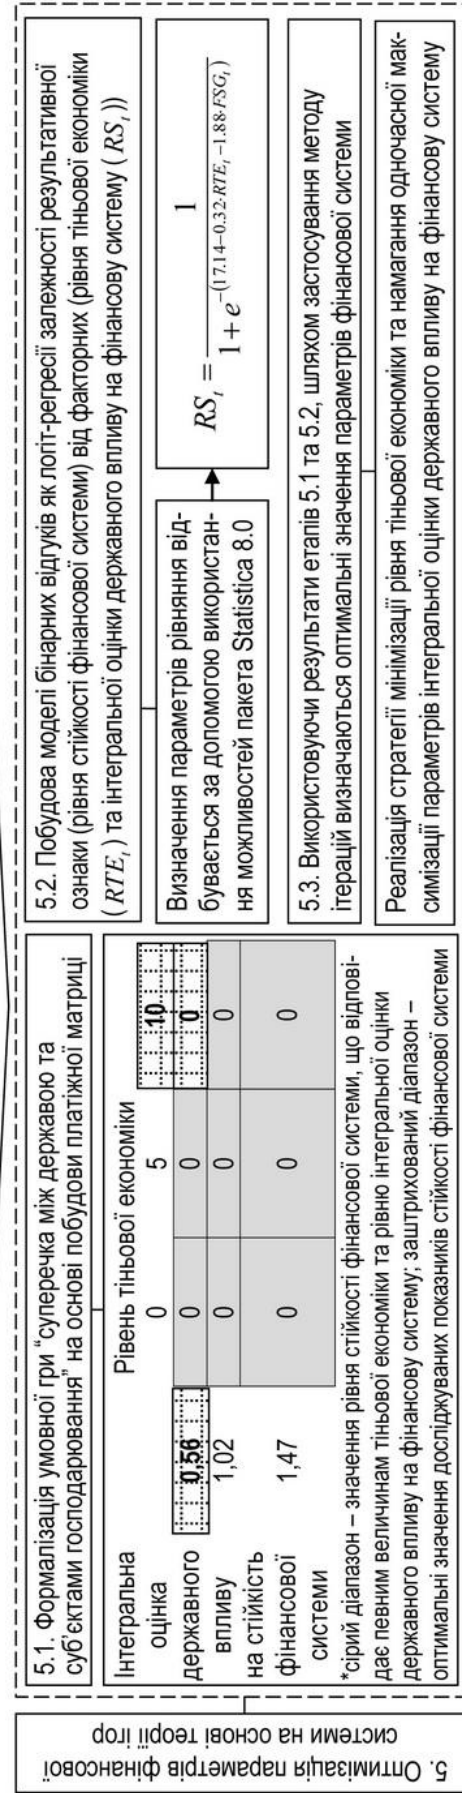 5. Оптимізація параметрів фінансової
системи на основі теорії ігор
5.1. Формалізація умовної гри “суперечка між державою та
суб’єктами господарювання” на основі побудови платіжної матриці
Інтегральна
оцінка
державного
впливу
на стійкість
фінансової
системи
Рівень тіньової економіки
0 5 10
0,56 0 0 0
1,02 0 0 0
1,47 0 0 0
*сірий діапазон – значення рівня стійкості фінансової системи, що відпові-
дає певним величинам тіньової економіки та рівню інтегральної оцінки
державного впливу на фінансову систему; заштрихований діапазон –
оптимальні значення досліджуваних показників стійкості фінансової системи
5.2. Побудова моделі бінарних відгуків як логіт-регресії залежності результативної
ознаки (рівня стійкості фінансової системи) від факторних (рівня тіньової економіки
(RTE_t) та інтегральної оцінки державного впливу на фінансову систему (RS_t))
Визначення параметрів рівняння від-
бувається за допомогою використан-
ня можливостей пакета Statistica 8.0
RS_t = 1 / (1 + e^{-(17.14-0.32·RTE_t-1.88·FSG_t)})
5.3. Використовуючи результати етапів 5.1 та 5.2, шляхом застосування методу
ітерацій визначаються оптимальні значення параметрів фінансової системи
Реалізація стратегії мінімізації рівня тіньової економіки та намагання одночасної мак-
симізації параметрів інтегральної оцінки державного впливу на фінансову систему